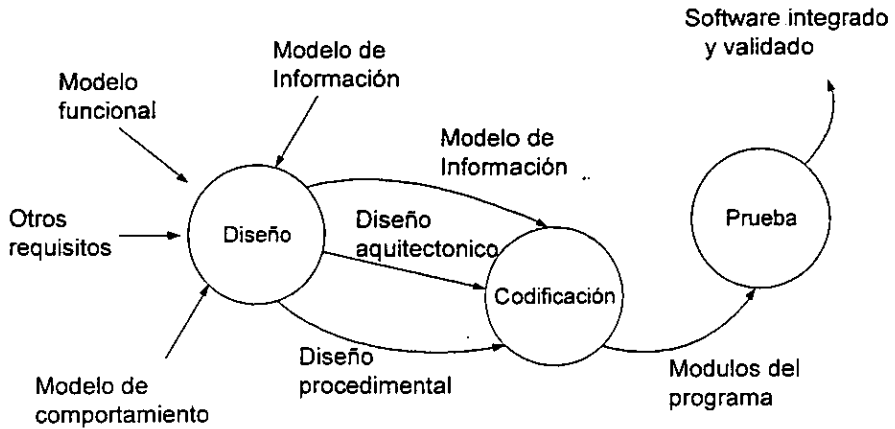 Software integrado
y validado
Modelo de
Información
Modelo
funcional
Modelo de
Información
Otros
requisitos
Diseño
Diseño
aquitectonico
Prueba
Codificación
Diseño
procedimental
Modulos del
programa
Modelo de
comportamiento